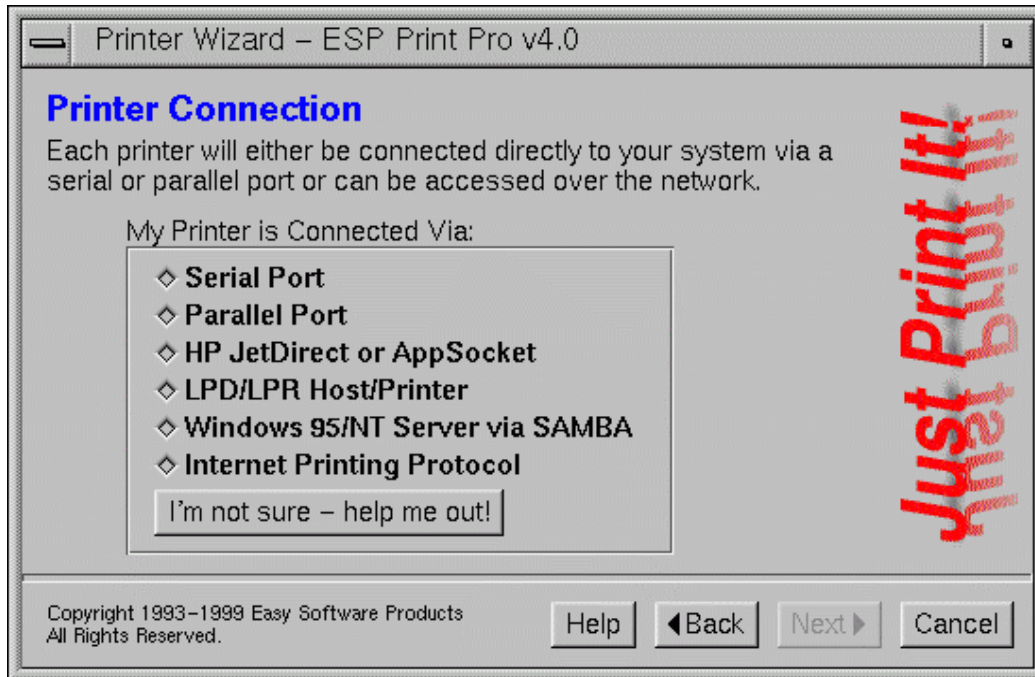 Printer Wizard – ESP Print Pro v4.0
Printer Connection
Each printer will either be connected directly to your system via a
serial or parallel port or can be accessed over the network.
My Printer is Connected Via:
Serial Port
Parallel Port
HP JetDirect or AppSocket
LPD/LPR Host/Printer
Windows 95/NT Server via SAMBA
Internet Printing Protocol
I'm not sure – help me out!
Just Print It!
Copyright 1993–1999 Easy Software Products
All Rights Reserved.
Help
Back
Next
Cancel